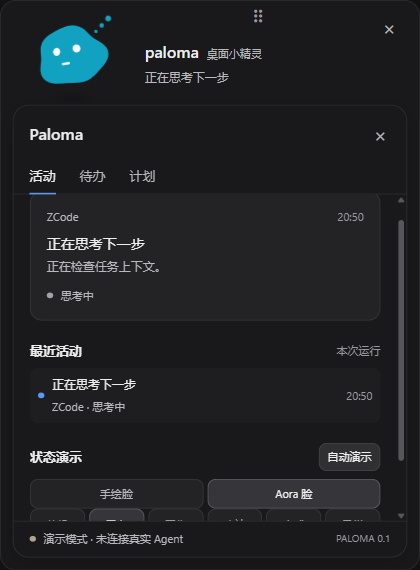 paloma 桌面小精灵
正在思考下一步
Paloma
活动 待办 计划
ZCode 20:50
正在思考下一步
正在检查任务上下文。
思考中
最近活动 本次运行
正在思考下一步
ZCode · 思考中 20:50
状态演示 自动演示
手绘脸 Aora 脸
演示模式 · 未连接真实 Agent PALOMA 0.1